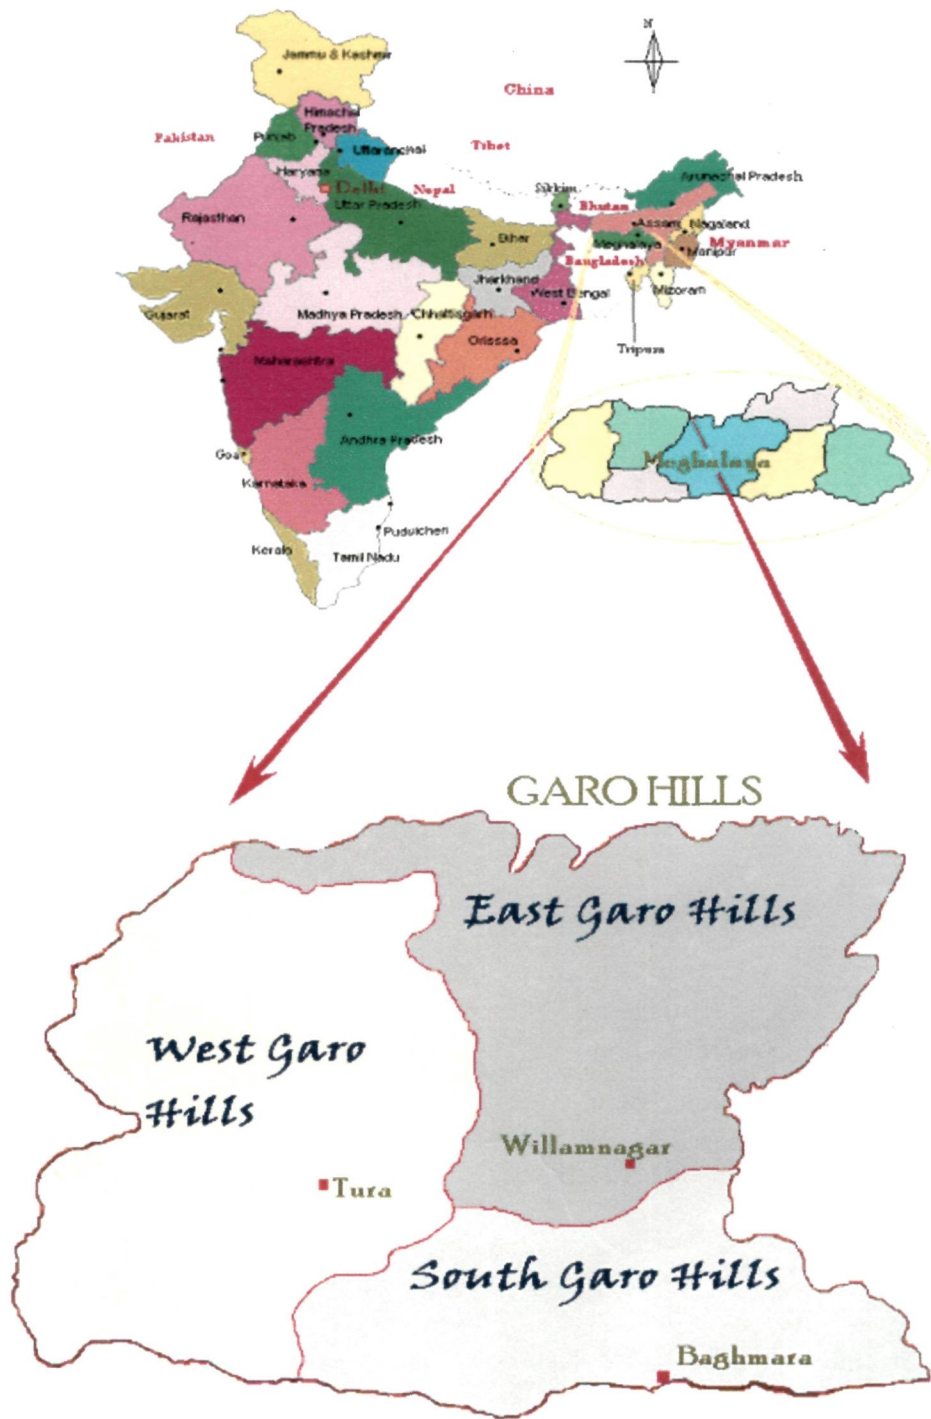 N
Jammu & Kashmir
China
Himachal
Pradesh
Pakistan
Punjab
Uttaranchal
Tibet
Haryana
Delhi
Nepal
Sikkim
Arunachal Pradesh
Uttar Pradesh
Bhutan
Rajasthan
Assam
Nagaland
Bihar
Meghalaya
Myanmar
Manipur
Bangladesh
Jharkhand
West Bengal
Mizoram
Gujarat
Madhya Pradesh
Chhattisgarh
Orisssa
Tripura
Maharashtra
Andhra Pradesh
Goa
Meghalaya
Karnataka
Puduicheri
Kerala
Tamil Nadu
GARO HILLS
East Garo Hills
West Garo
Hills
Willamnagar
Tura
South Garo Hills
Baghmara